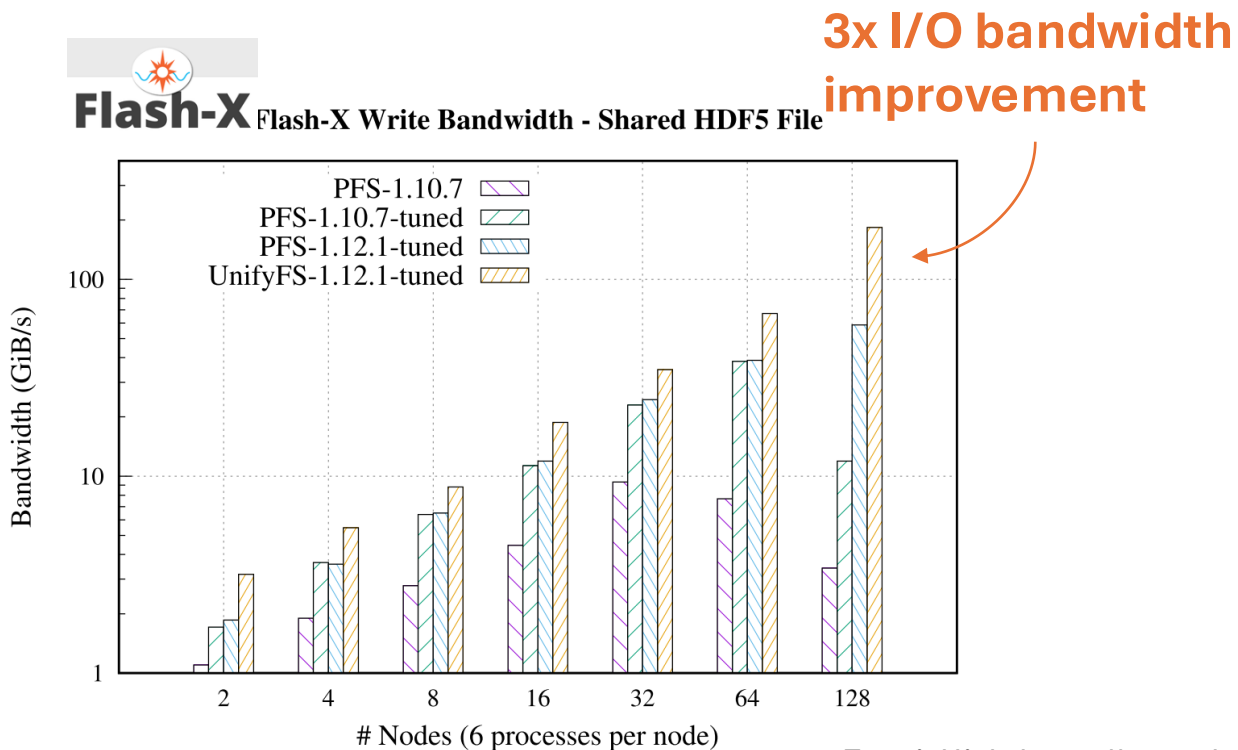 3x I/O bandwidth
improvement
Flash-X
Flash-X Write Bandwidth - Shared HDF5 File
PFS-1.10.7
PFS-1.10.7-tuned
PFS-1.12.1-tuned
UnifyFS-1.12.1-tuned
Bandwidth (GiB/s)
100
10
1
2 4 8 16 32 64 128
# Nodes (6 processes per node)